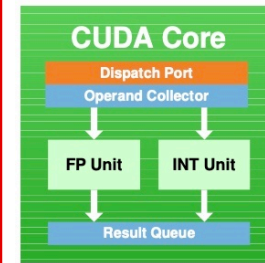 CUDA Core
Dispatch Port
Operand Collector
FP Unit INT Unit
Result Queue